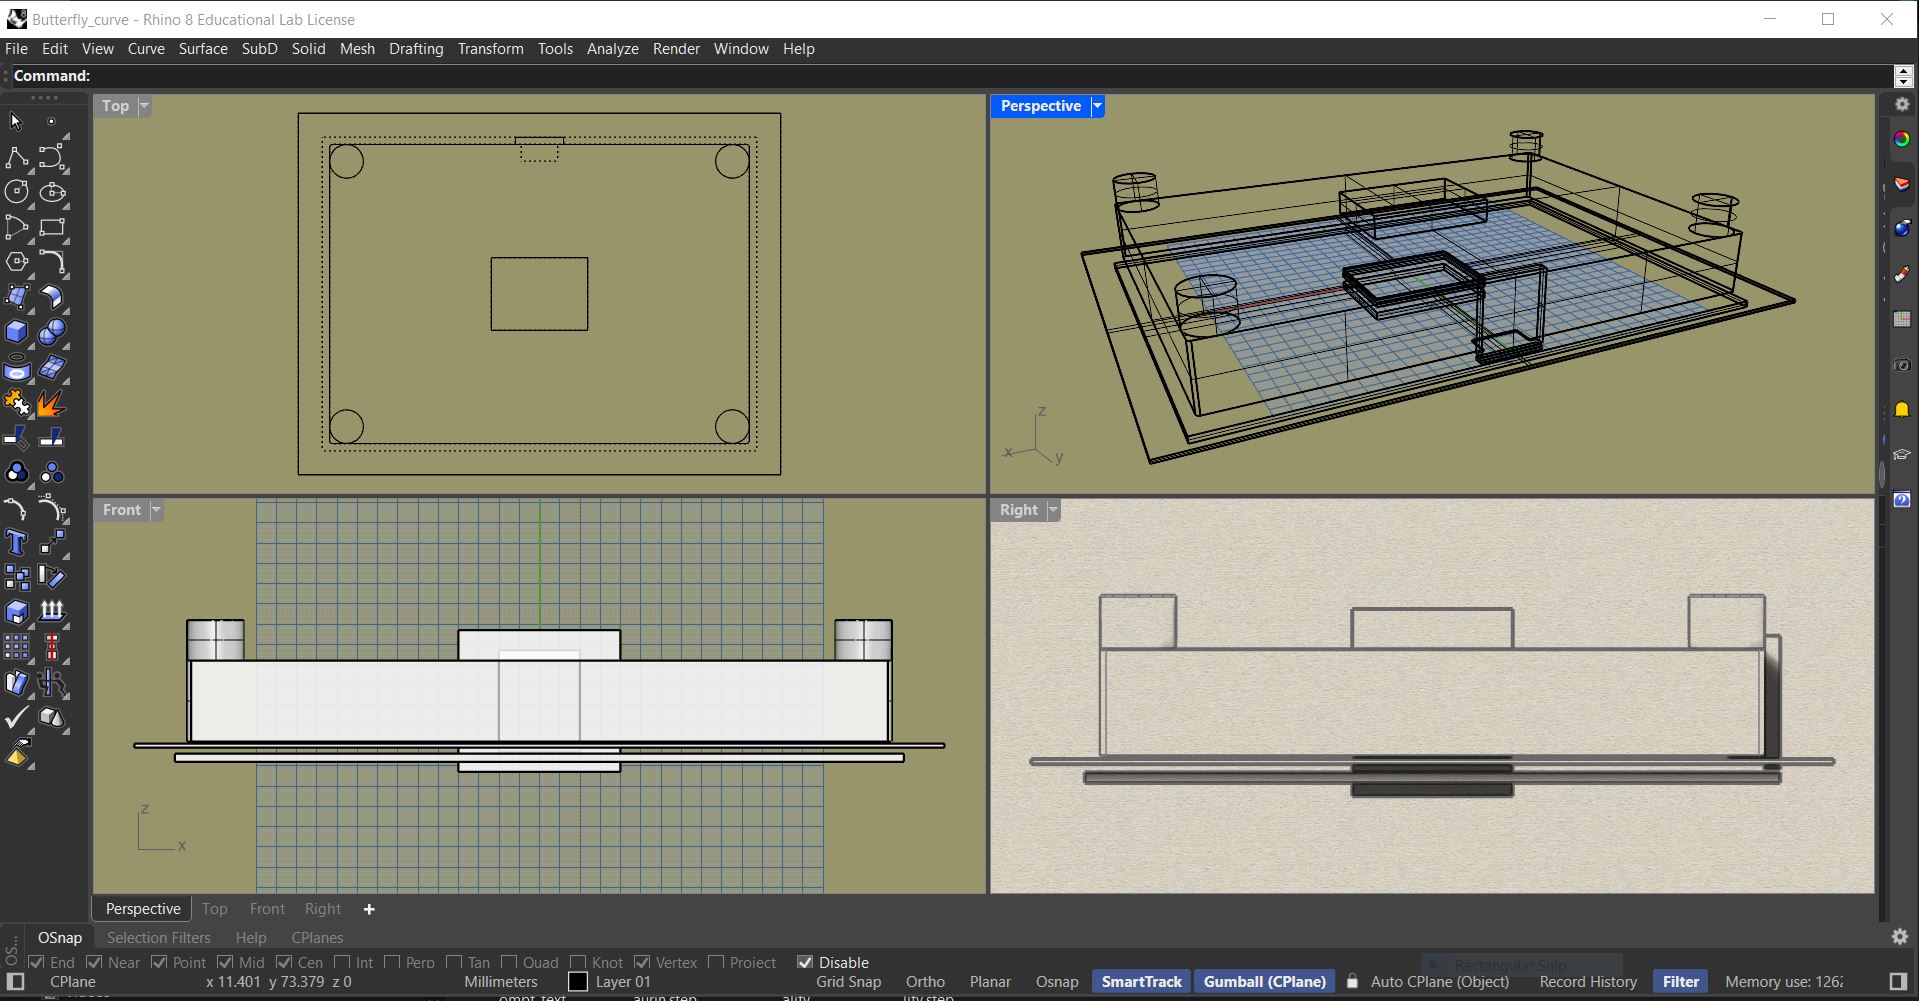 Butterfly_curve - Rhino 8 Educational Lab License
File Edit View Curve Surface SubD Solid Mesh Drafting Transform Tools Analyze Render Window Help
Command:
Top
Perspective
z
x
y
Front
Right
z
x
Perspective Top Front Right
OSnap Selection Filters Help CPlanes
OS...
End Near Point Mid Cen Int Perp Tan Quad Knot Vertex Project Disable
Rectangular Snip
CPlane x 11.401 y 73.379 z 0 Millimeters Layer 01 Grid Snap Ortho Planar Osnap SmartTrack Gumball (CPlane) Auto CPlane (Object) Record History Filter Memory use: 1262